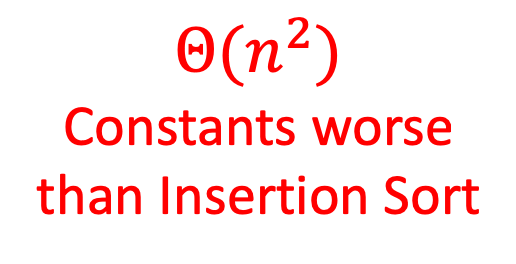 Θ(n²)
Constants worse
than Insertion Sort